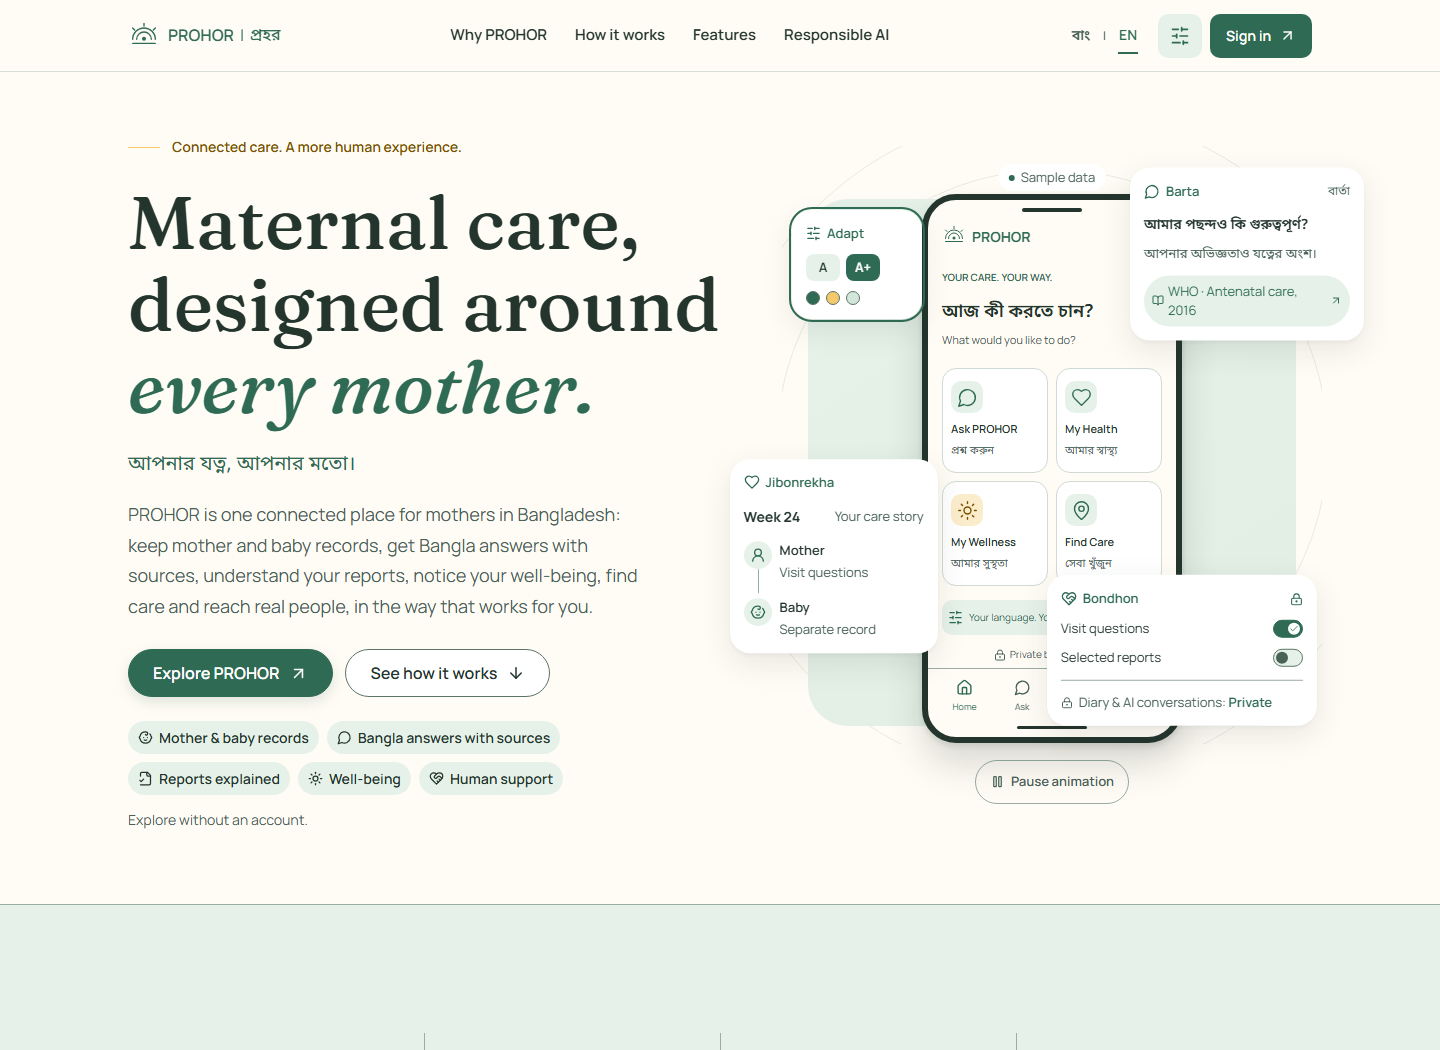 PROHOR | প্রহর
Why PROHOR
How it works
Features
Responsible AI
বাং | EN
Sign in
Connected care. A more human experience.
Maternal care,
designed around
every mother.
আপনার যত্ন, আপনার মতো।
PROHOR is one connected place for mothers in Bangladesh:
keep mother and baby records, get Bangla answers with
sources, understand your reports, notice your well-being, find
care and reach real people, in the way that works for you.
Explore PROHOR
See how it works
Mother & baby records
Bangla answers with sources
Reports explained
Well-being
Human support
Explore without an account.
Sample data
Adapt
A
A+
PROHOR
YOUR CARE. YOUR WAY.
আজ কী করতে চান?
What would you like to do?
Ask PROHOR
প্রশ্ন করুন
My Health
আমার স্বাস্থ্য
My Wellness
আমার সুস্থতা
Find Care
সেবা খুঁজুন
Your language.
Private
Home
Ask
Barta
বার্তা
আমার পছন্দও কি গুরুত্বপূর্ণ?
আপনার অভিজ্ঞতাও যত্নের অংশ।
WHO · Antenatal care,
2016
Jibonrekha
Week 24
Your care story
Mother
Visit questions
Baby
Separate record
Bondhon
Visit questions
Selected reports
Diary & AI conversations: Private
Pause animation